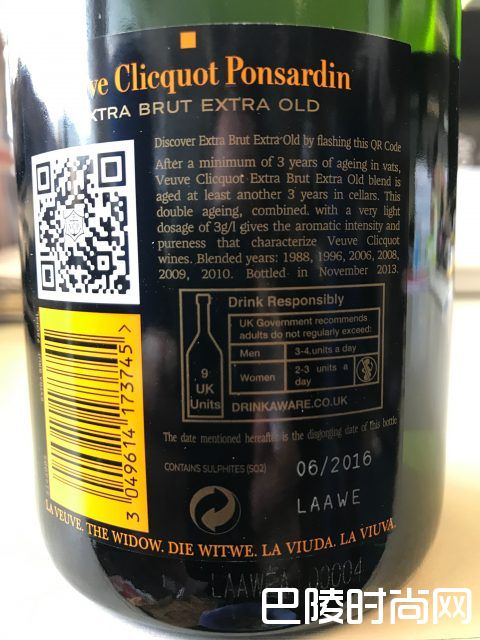 ve Clicquot Ponsardin
EXTRA BRUT EXTRA OLD
Discover Extra Brut Extra Old by flashing this QR Code
After a minimum of 3 years of ageing in vats,
Veuve Clicquot Extra Brut Extra Old blend is
aged at least another 3 years in cellars. This
double ageing, combined with a very light
dosage of 3g/l gives the aromatic intensity and
pureness that characterize Veuve Clicquot
wines. Blended years: 1988, 1996, 2006, 2008,
2009, 2010. Bottled in November 2013.
Drink Responsibly
UK Government recommends
adults do not regularly exceed:
Men 3-4 units a day
Women 2-3 units a
day
9
UK
Units
DRINKAWARE.CO.UK
The date mentioned hereafter is the disgorging date of this bottle
CONTAINS SULPHITES (SO2)
06/2016
LAAWE
3 049614 173745 >
LA VEUVE. THE WIDOW. DIE WITWE. LA VIUDA. LA VIUVA.
巴陵时尚网